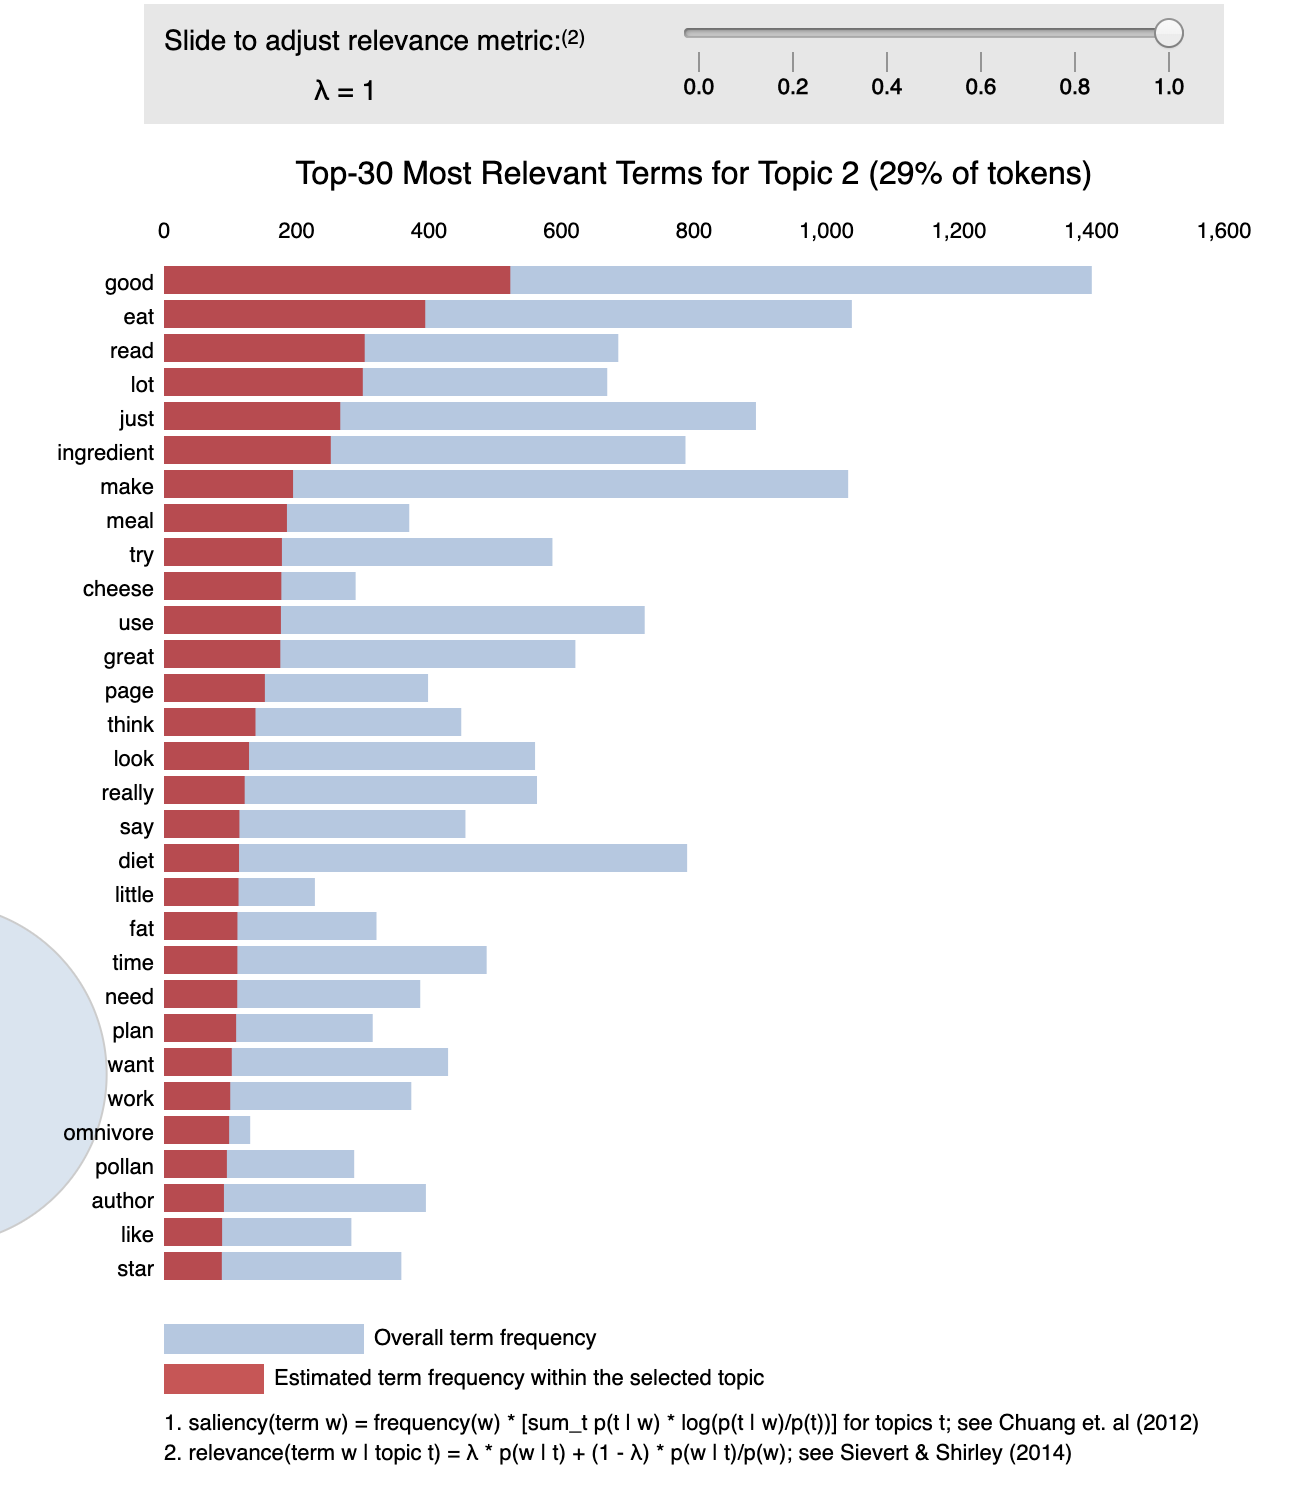 Slide to adjust relevance metric:(2)
λ = 1
0.0 0.2 0.4 0.6 0.8 1.0
Top-30 Most Relevant Terms for Topic 2 (29% of tokens)
0 200 400 600 800 1,000 1,200 1,400 1,600
good
eat
read
lot
just
ingredient
make
meal
try
cheese
use
great
page
think
look
really
say
diet
little
fat
time
need
plan
want
work
omnivore
pollan
author
like
star
Overall term frequency
Estimated term frequency within the selected topic
1. saliency(term w) = frequency(w) * [sum_t p(t | w) * log(p(t | w)/p(t))] for topics t; see Chuang et. al (2012)
2. relevance(term w | topic t) = λ * p(w | t) + (1 - λ) * p(w | t)/p(w); see Sievert & Shirley (2014)